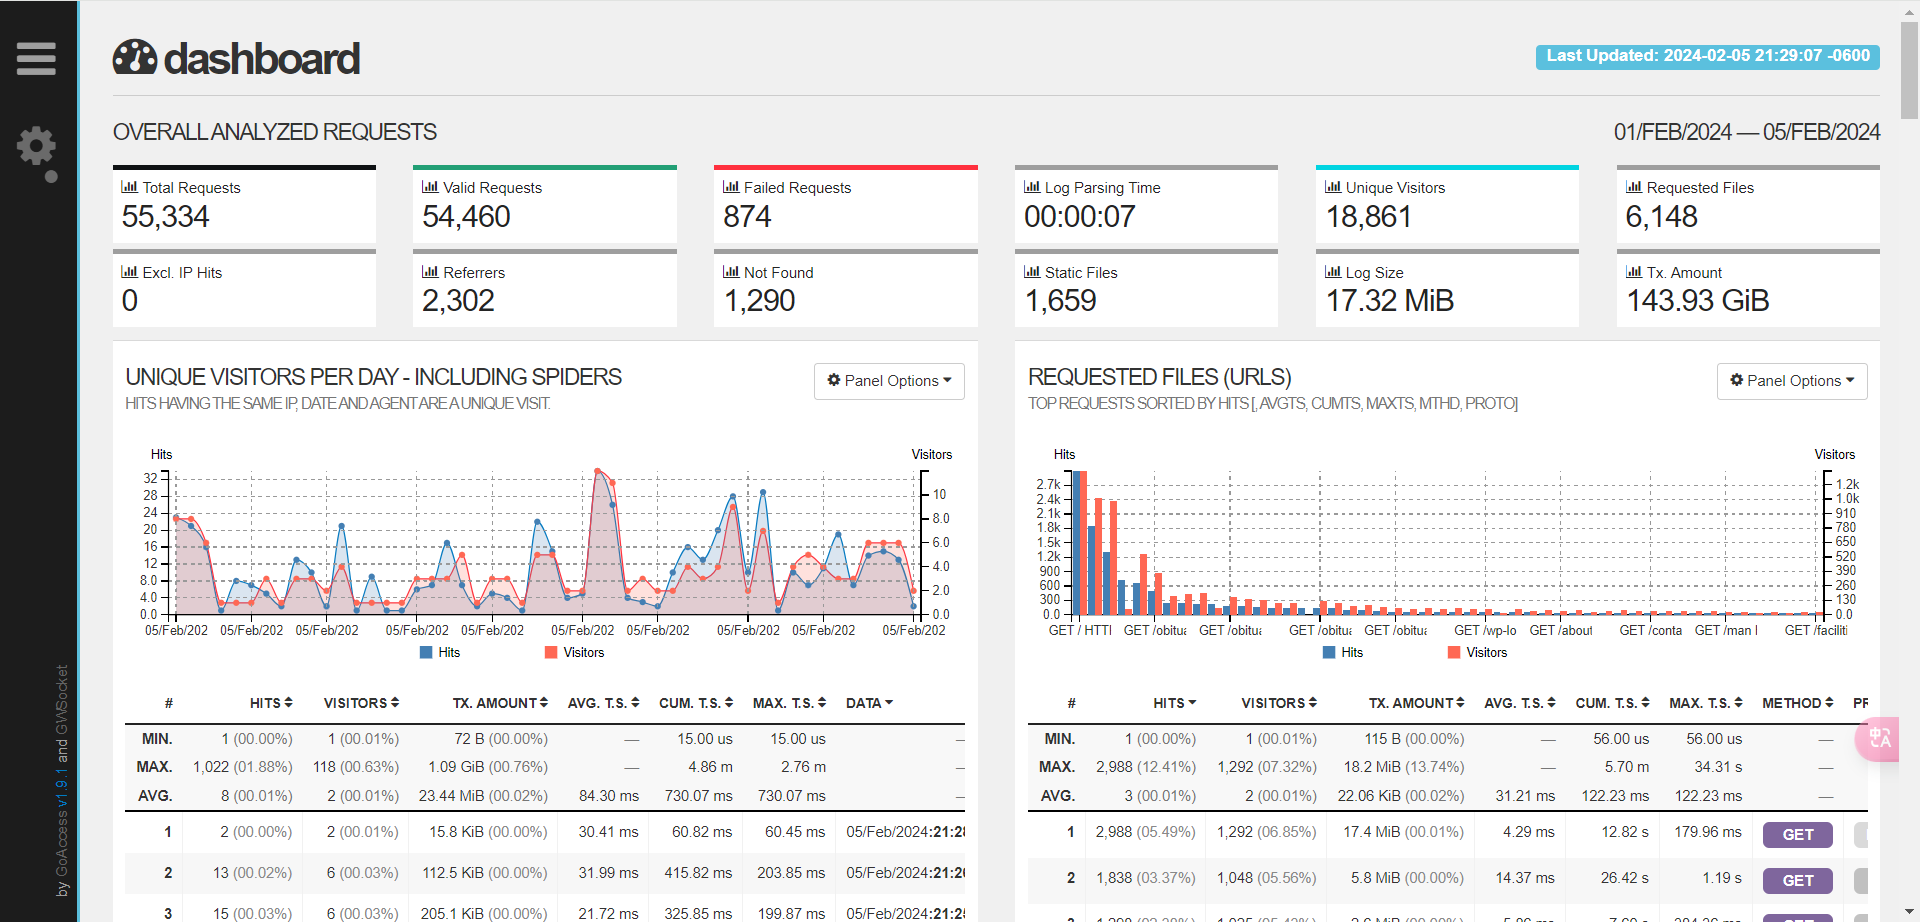 dashboard
Last Updated: 2024-02-05 21:29:07 -0600
OVERALL ANALYZED REQUESTS
01/FEB/2024 — 05/FEB/2024
Total Requests
55,334
Valid Requests
54,460
Failed Requests
874
Log Parsing Time
00:00:07
Unique Visitors
18,861
Requested Files
6,148
Excl. IP Hits
0
Referrers
2,302
Not Found
1,290
Static Files
1,659
Log Size
17.32 MiB
Tx. Amount
143.93 GiB
UNIQUE VISITORS PER DAY - INCLUDING SPIDERS
Panel Options
HITS HAVING THE SAME IP, DATE AND AGENT ARE A UNIQUE VISIT.
Hits
Visitors
32
28
24
20
16
12
8.0
4.0
0.0
10
8.0
6.0
4.0
2.0
0.0
05/Feb/202 05/Feb/202 05/Feb/202 05/Feb/202 05/Feb/202 05/Feb/202 05/Feb/202 05/Feb/202 05/Feb/202 05/Feb/202
Hits Visitors
# HITS VISITORS TX. AMOUNT AVG. T.S. CUM. T.S. MAX. T.S. DATA
MIN. 1 (00.00%) 1 (00.01%) 72 B (00.00%) — 15.00 us 15.00 us —
MAX. 1,022 (01.88%) 118 (00.63%) 1.09 GiB (00.76%) — 4.86 m 2.76 m —
AVG. 8 (00.01%) 2 (00.01%) 23.44 MiB (00.02%) 84.30 ms 730.07 ms 730.07 ms —
1 2 (00.00%) 2 (00.01%) 15.8 KiB (00.00%) 30.41 ms 60.82 ms 60.45 ms 05/Feb/2024:21:28
2 13 (00.02%) 6 (00.03%) 112.5 KiB (00.00%) 31.99 ms 415.82 ms 203.85 ms 05/Feb/2024:21:26
3 15 (00.03%) 6 (00.03%) 205.1 KiB (00.00%) 21.72 ms 325.85 ms 199.87 ms 05/Feb/2024:21:25
REQUESTED FILES (URLS)
Panel Options
TOP REQUESTS SORTED BY HITS [, AVGTS, CUMTS, MAXTS, MTHD, PROTO]
Hits
Visitors
2.7k
2.4k
2.1k
1.8k
1.5k
1.2k
900
600
300
0.0
1.2k
1.0k
910
780
650
520
390
260
130
0.0
GET / HTTI GET /obitua GET /obitua GET /obitua GET /obitua GET /wp-lo GET /about GET /conta GET /man I GET /faciliti
Hits Visitors
# HITS VISITORS TX. AMOUNT AVG. T.S. CUM. T.S. MAX. T.S. METHOD PR
MIN. 1 (00.00%) 1 (00.01%) 115 B (00.00%) — 56.00 us 56.00 us —
MAX. 2,988 (12.41%) 1,292 (07.32%) 18.2 MiB (13.74%) — 5.70 m 34.31 s —
AVG. 3 (00.01%) 2 (00.01%) 22.06 KiB (00.02%) 31.21 ms 122.23 ms 122.23 ms —
1 2,988 (05.49%) 1,292 (06.85%) 17.4 MiB (00.01%) 4.29 ms 12.82 s 179.96 ms GET
2 1,838 (03.37%) 1,048 (05.56%) 5.8 MiB (00.00%) 14.37 ms 26.42 s 1.19 s GET
by GoAccess v1.9.1 and GWSocket